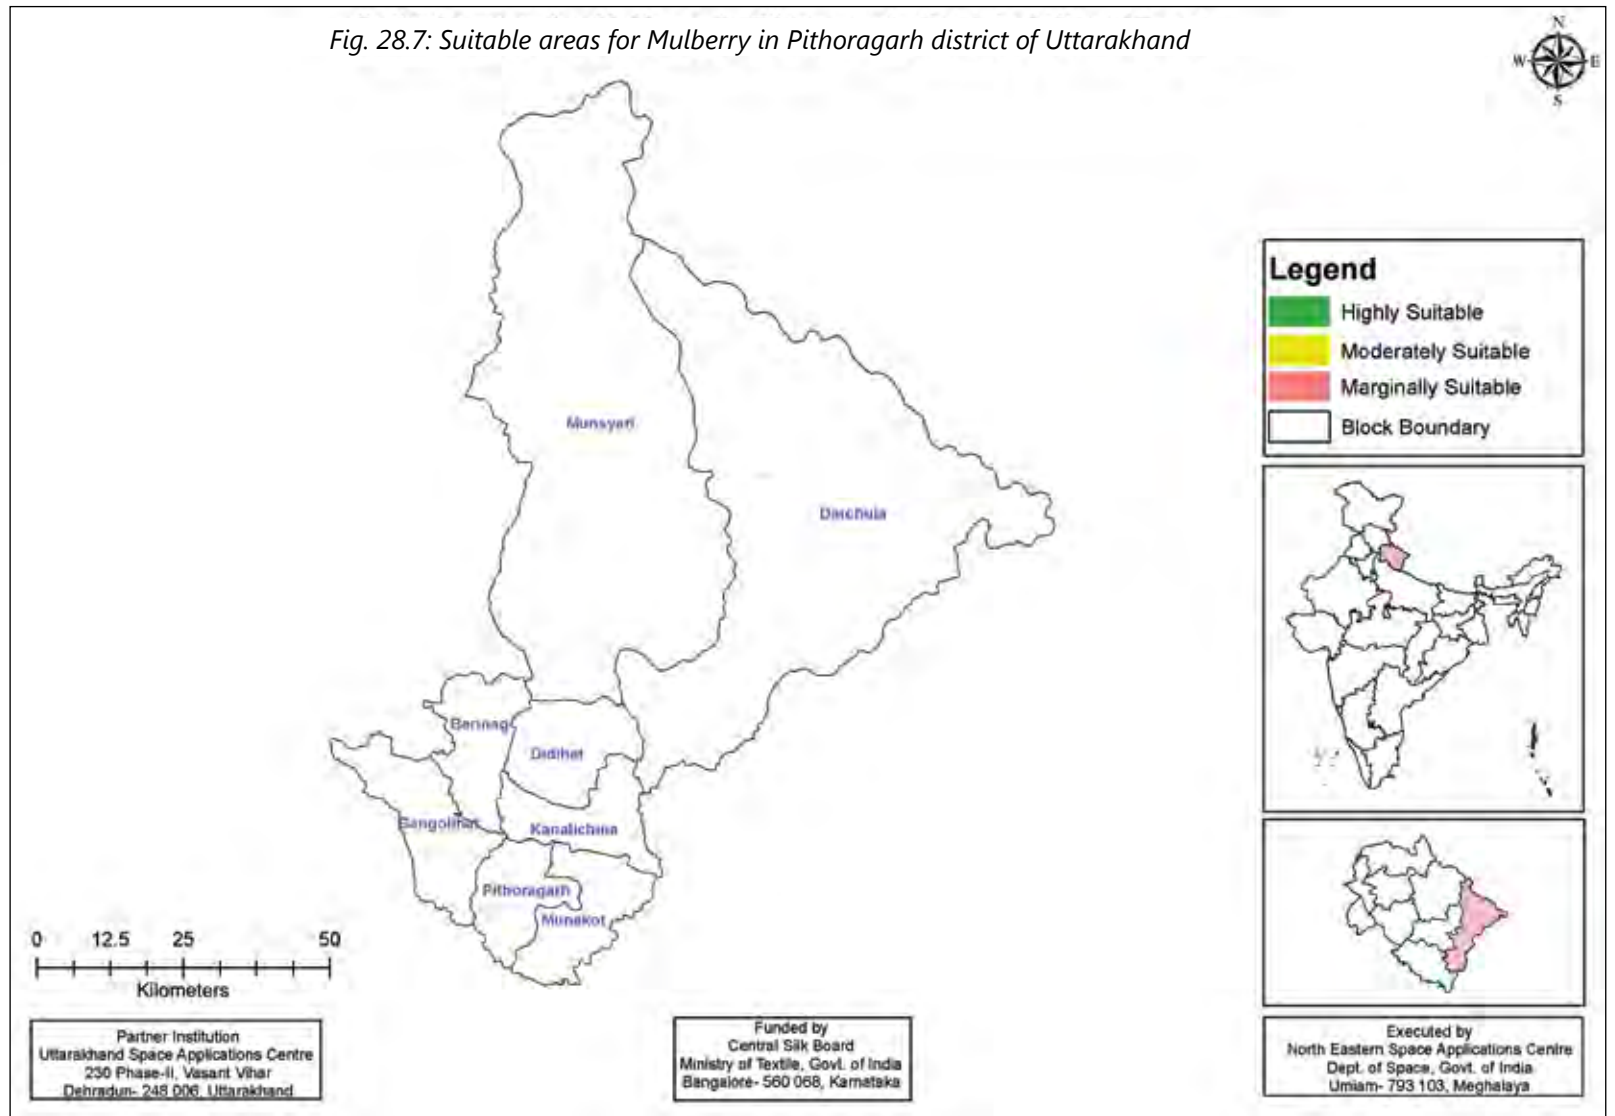 Fig. 28.7: Suitable areas for Mulberry in Pithoragarh district of Uttarakhand
N
W E
S
Legend
Highly Suitable
Moderately Suitable
Marginally Suitable
Block Boundary
Munsyari
Darchula
Berinag
Didihat
Gangolihat
Kanalichina
Pithoragarh
Munakot
0 12.5 25 50
Kilometers
Partner Institution
Uttarakhand Space Applications Centre
230 Phase-II, Vasant Vihar
Dehradun- 248 006, Uttarakhand
Funded by
Central Silk Board
Ministry of Textile, Govt. of India
Bangalore- 560 068, Karnataka
Executed by
North Eastern Space Applications Centre
Dept. of Space, Govt. of India
Umiam- 793 103, Meghalaya